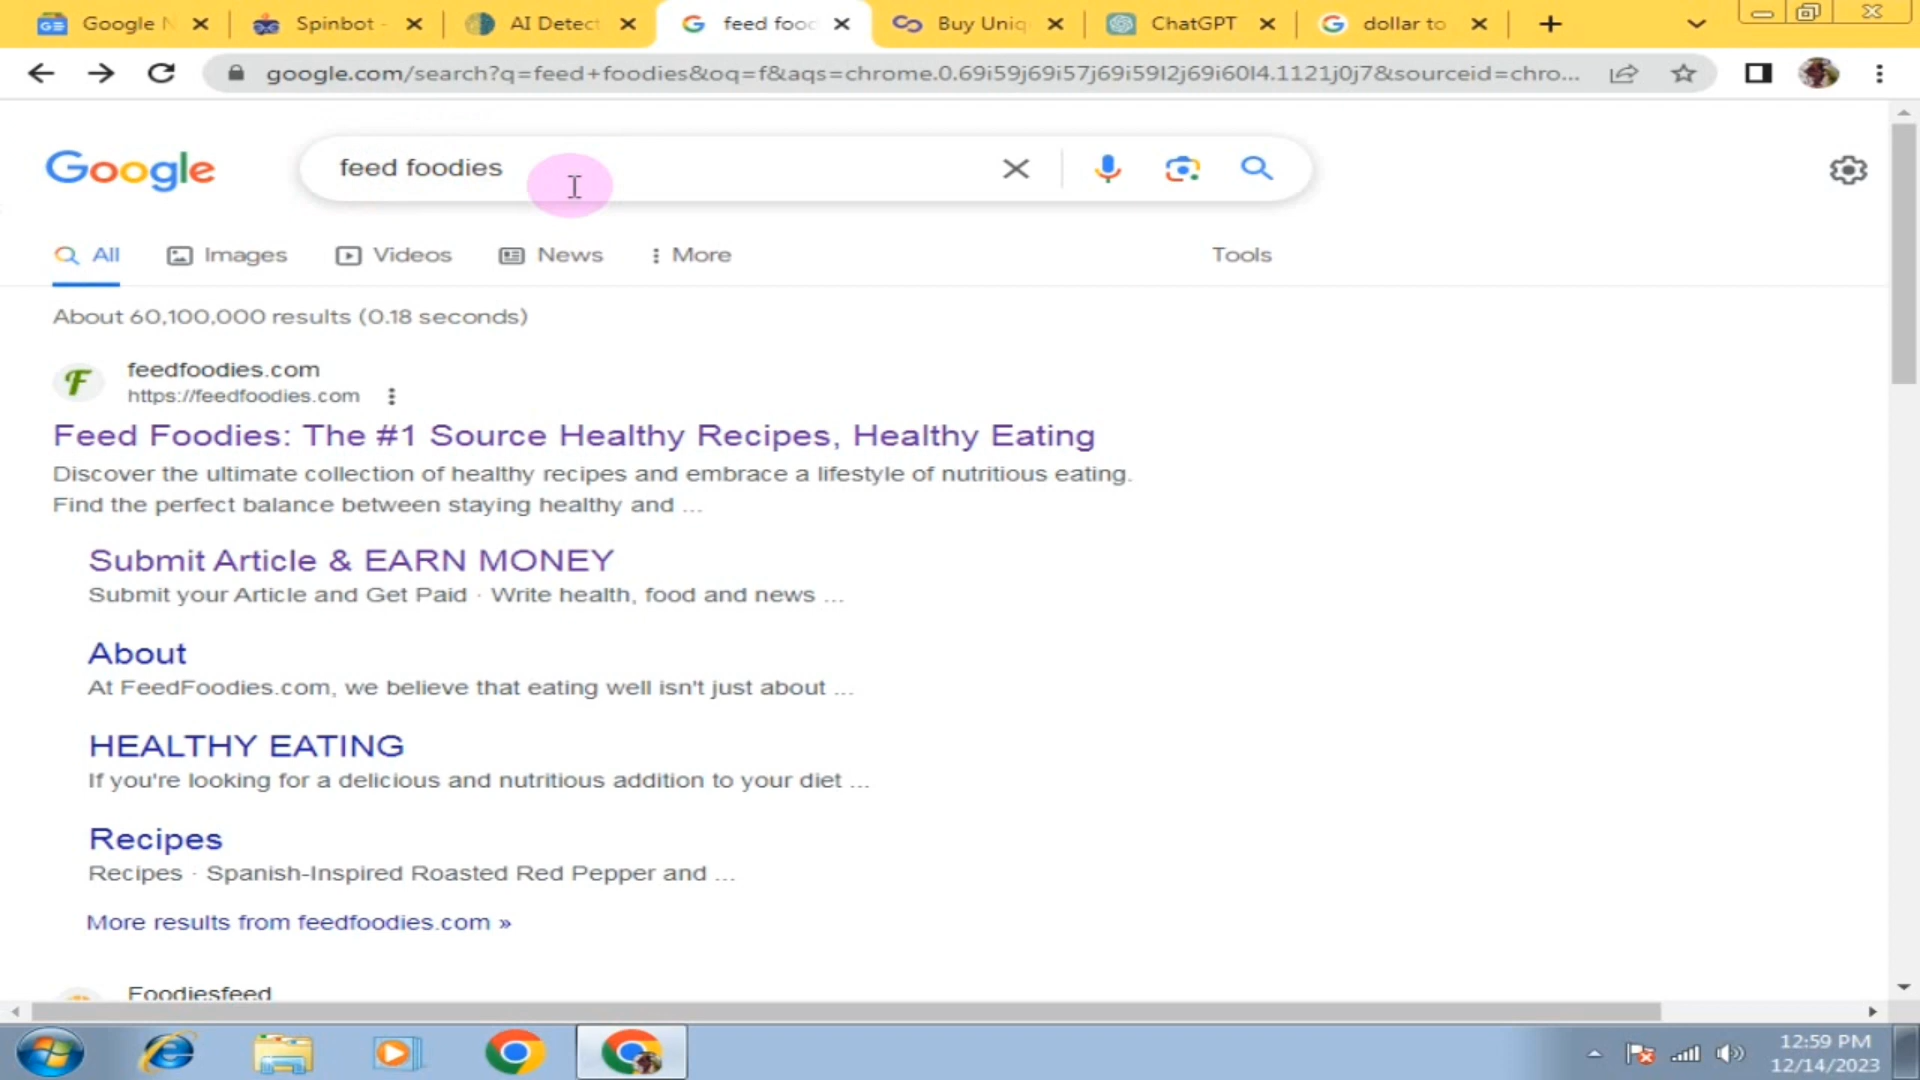 Google N
Spinbot -
AI Detect
feed food
Buy Uniq
ChatGPT
dollar to
google.com/search?q=feed+foodies&oq=f&aqs=chrome.0.69i59j69i57j69i59l2j69i60l4.1121j0j7&sourceid=chro...
Google
feed foodies
All
Images
Videos
News
More
Tools
About 60,100,000 results (0.18 seconds)
F
feedfoodies.com
https://feedfoodies.com
Feed Foodies: The #1 Source Healthy Recipes, Healthy Eating
Discover the ultimate collection of healthy recipes and embrace a lifestyle of nutritious eating.
Find the perfect balance between staying healthy and ...
Submit Article & EARN MONEY
Submit your Article and Get Paid · Write health, food and news ...
About
At FeedFoodies.com, we believe that eating well isn't just about ...
HEALTHY EATING
If you're looking for a delicious and nutritious addition to your diet ...
Recipes
Recipes · Spanish-Inspired Roasted Red Pepper and ...
More results from feedfoodies.com »
Foodiesfeed
12:59 PM
12/14/2023